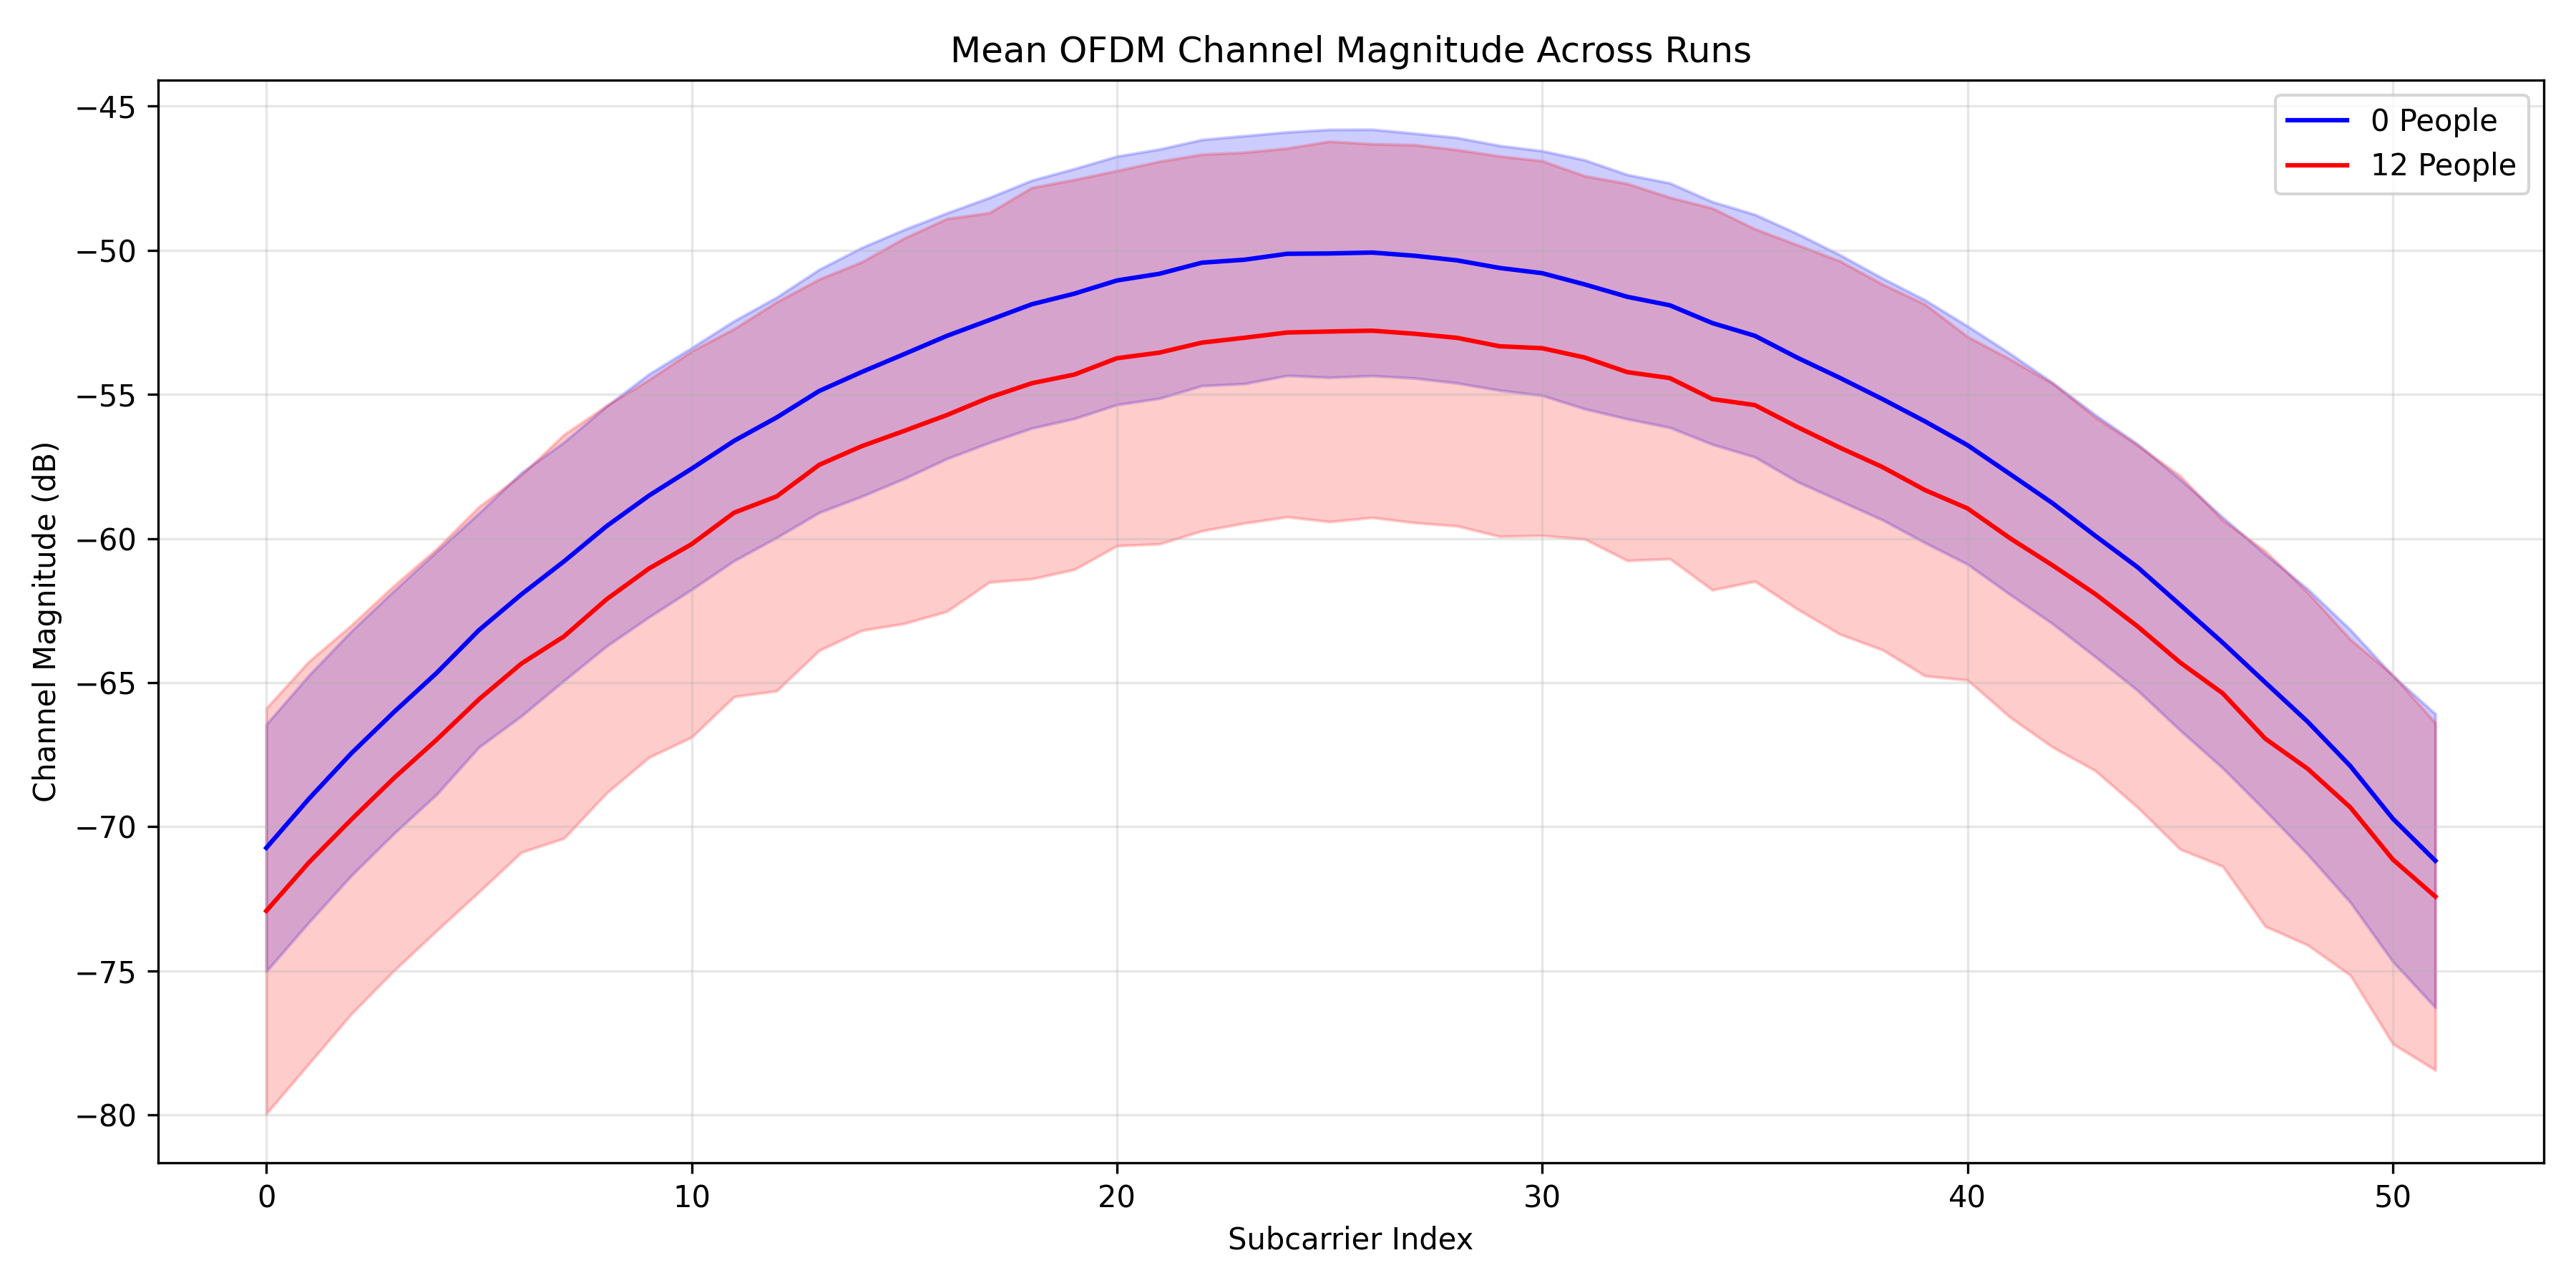 Mean OFDM Channel Magnitude Across Runs
−45
−50
−55
−60
−65
−70
−75
−80
Channel Magnitude (dB)
0 People
12 People
0
10
20
30
40
50
Subcarrier Index